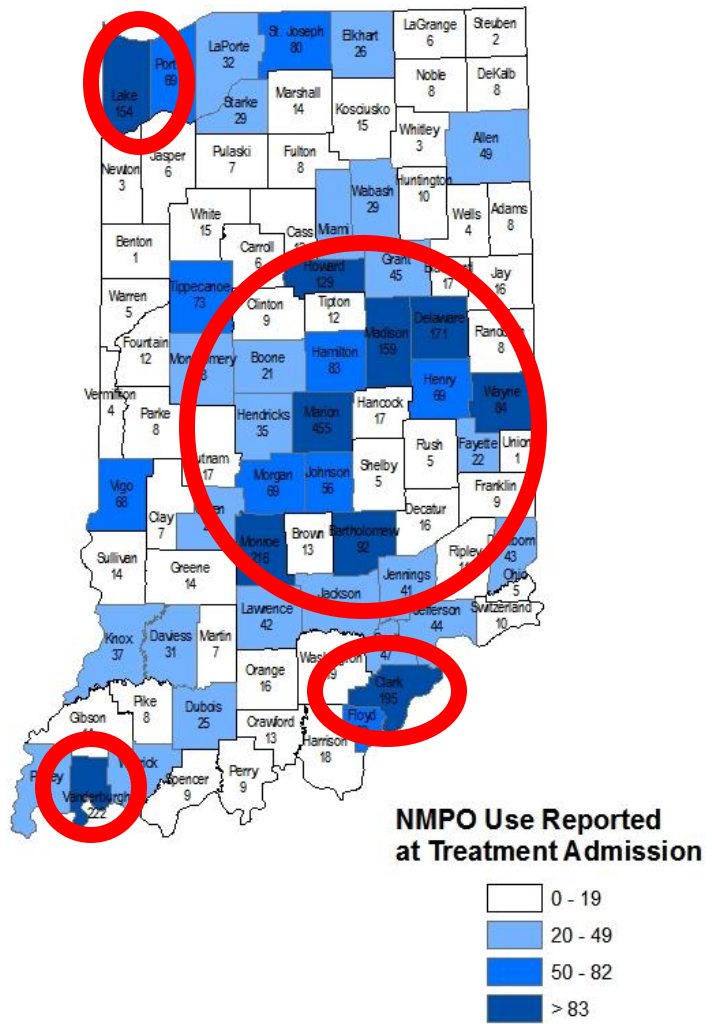 Steuben
2
LaGrange
6
St. Joseph
80
Elkhart
26
LaPorte
32
69
Lake
154
Noble
8
DeKalb
8
Starke
29
Marshall
14
Kosciusko
15
Whitley
3
Allen
49
Newton
3
Jasper
6
Pulaski
7
Fulton
8
Wabash
29
Huntington
10
Miami
White
15
Cass
Carroll
6
Wells
4
Adams
8
Benton
1
Howard
129
Grant
45
17
Jay
16
Warren
5
Tippecanoe
73
Clinton
9
Tipton
12
Madison
159
Delaware
171
8
Fountain
12
Boone
21
Hamilton
83
Henry
69
Wayne
84
4
Parke
8
Hendricks
35
Marion
455
Hancock
17
Rush
5
Fayette
22
Union
1
17
Morgan
69
Johnson
56
Shelby
5
Franklin
9
Vigo
68
Clay
7
Decatur
16
Monroe
216
Brown
13
Bartholomew
92
Ripley
43
Ohio
5
Sullivan
14
Greene
14
Jennings
41
Jackson
Switzerland
10
Lawrence
42
44
Knox
37
Daviess
31
Martin
7
Orange
16
47
Clark
195
Floyd
Pike
8
Dubois
25
Gibson
Crawford
13
Harrison
18
Perry
9
Spencer
9
Vanderburgh
222
NMPO Use Reported
at Treatment Admission
0 - 19
20 - 49
50 - 82
> 83